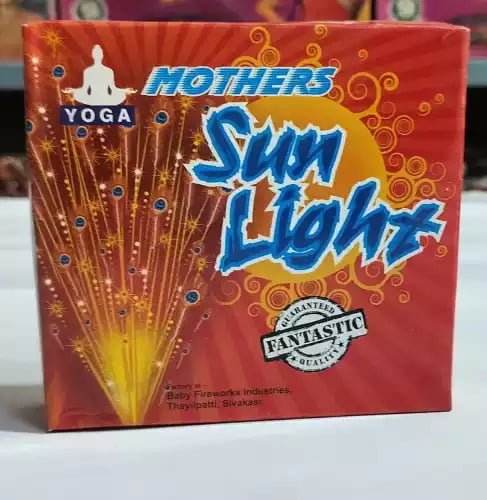 MOTHERS
YOGA
Sun
Light
GUARANTEED
FANTASTIC
QUALITY
Factory at :-
Baby Fireworks Industries,
Thayilpatti, Sivakasi